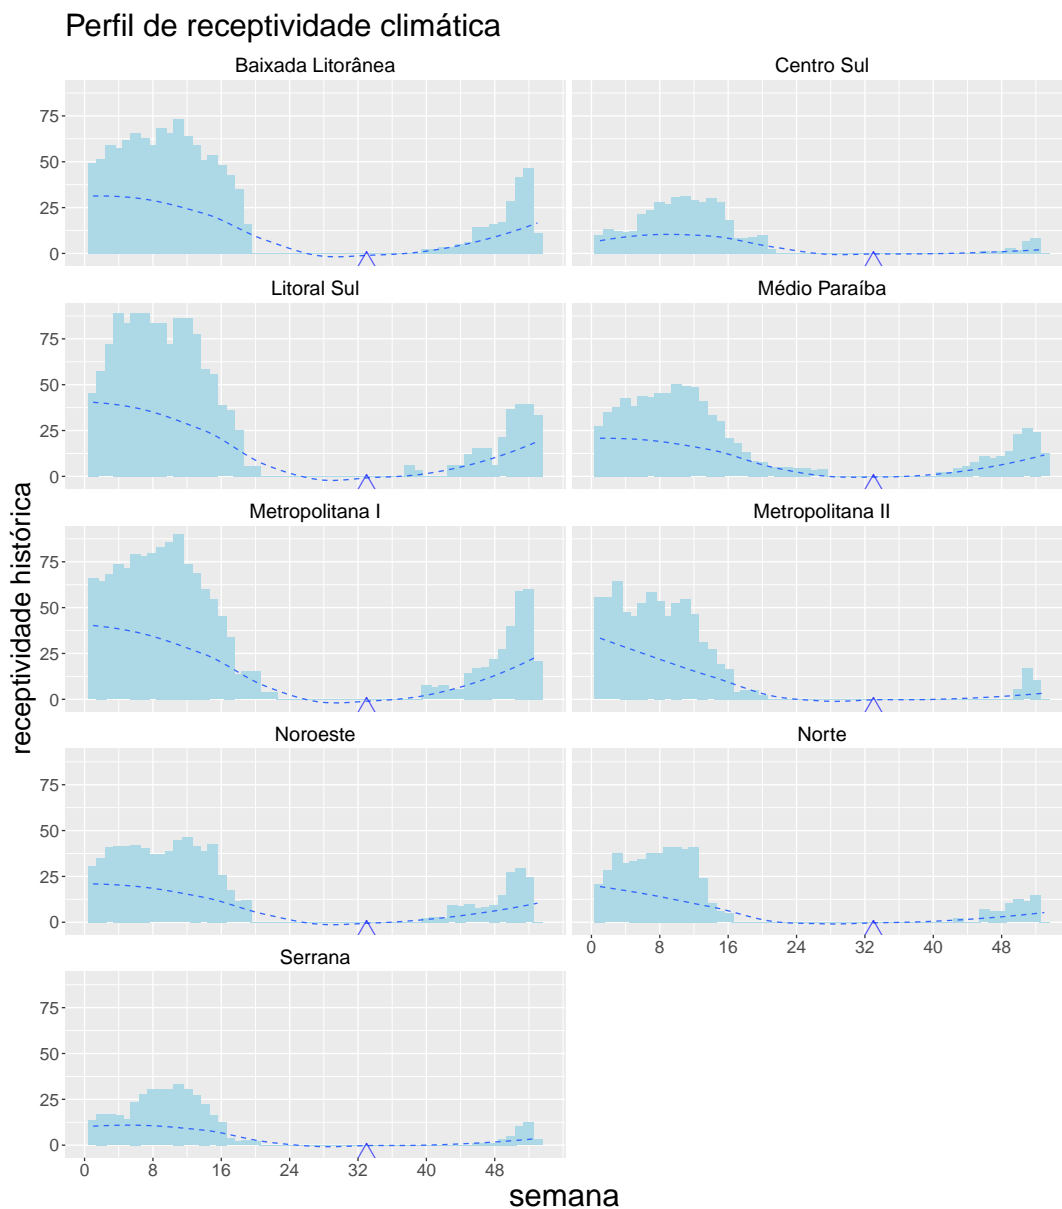 Perfil de receptividade climática
Baixada Litorânea
Centro Sul
75
50
25
0
Litoral Sul
Médio Paraíba
75
50
25
0
Metropolitana I
Metropolitana II
75
50
25
0
Noroeste
Norte
75
50
25
0
0 8 16 24 32 40 48
Serrana
75
50
25
0
0 8 16 24 32 40 48
semana
receptividade histórica